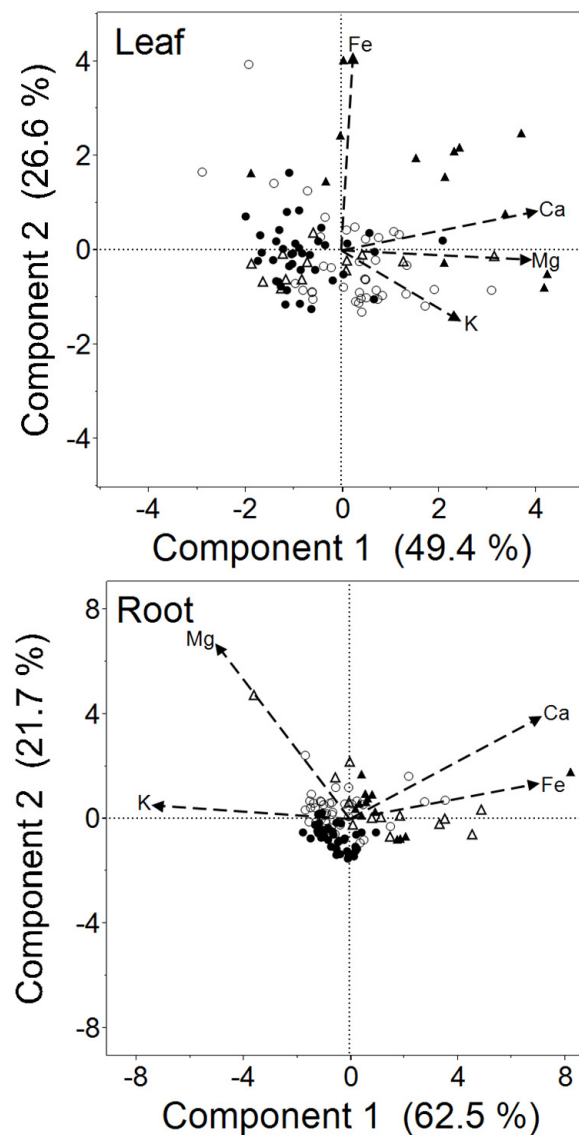 Leaf
Fe
Ca
Mg
K
4
2
0
-2
-4
Component 2 (26.6 %)
-4 -2 0 2 4
Component 1 (49.4 %)
Root
Mg
Ca
K
Fe
8
4
0
-4
-8
Component 2 (21.7 %)
-8 -4 0 4 8
Component 1 (62.5 %)